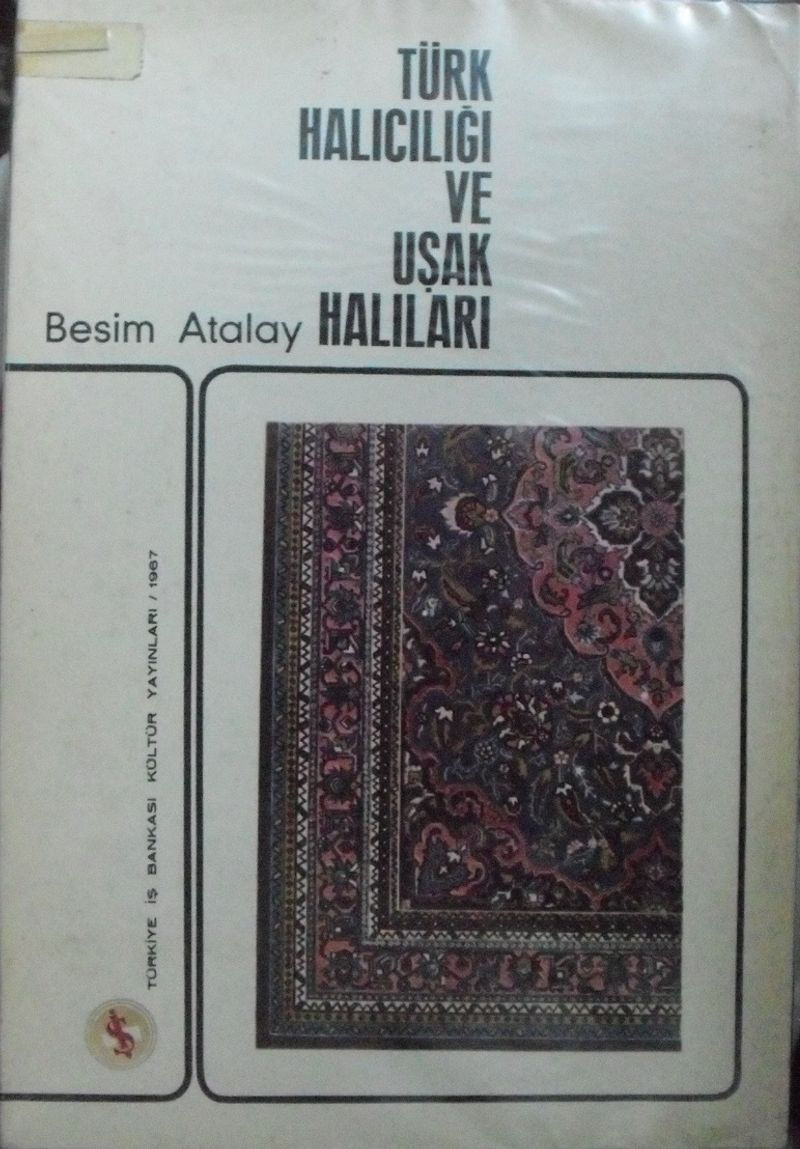 TÜRK
HALICILIĞI
VE
UŞAK
HALILARI
Besim Atalay
TÜRKİYE İŞ BANKASI KÜLTÜR YAYINLARI / 1967